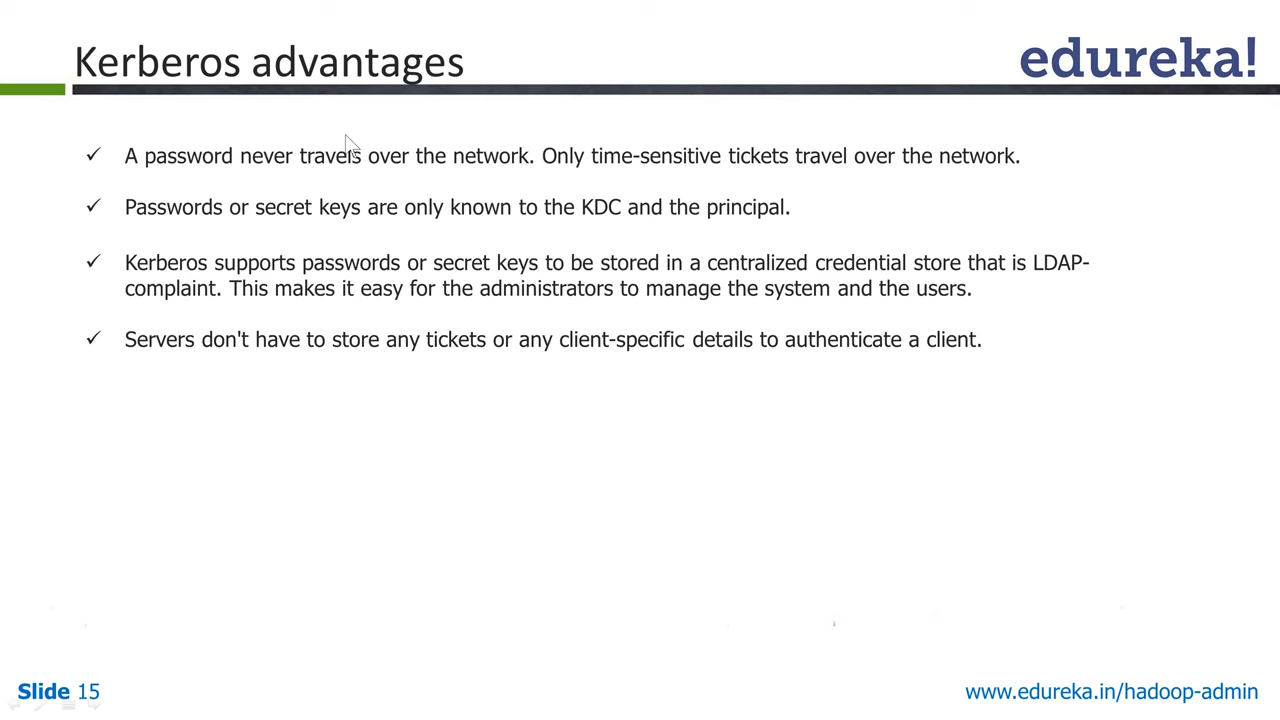 Kerberos advantages
edureka!
A password never travels over the network. Only time-sensitive tickets travel over the network.
Passwords or secret keys are only known to the KDC and the principal.
Kerberos supports passwords or secret keys to be stored in a centralized credential store that is LDAP-
complaint. This makes it easy for the administrators to manage the system and the users.
Servers don't have to store any tickets or any client-specific details to authenticate a client.
Slide 15
www.edureka.in/hadoop-admin